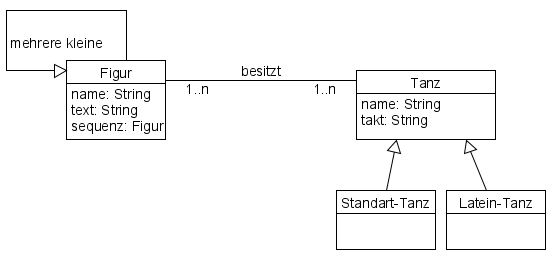 mehrere kleine
Figur
name: String
text: String
sequenz: Figur
besitzt
1..n
1..n
Tanz
name: String
takt: String
Standart-Tanz
Latein-Tanz